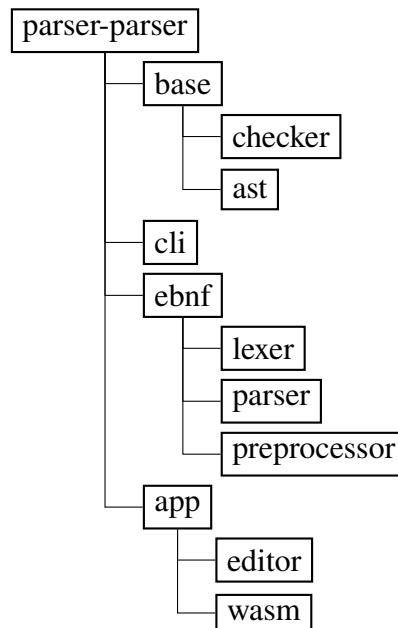 parser-parser
base
checker
ast
cli
ebnf
lexer
parser
preprocessor
app
editor
wasm